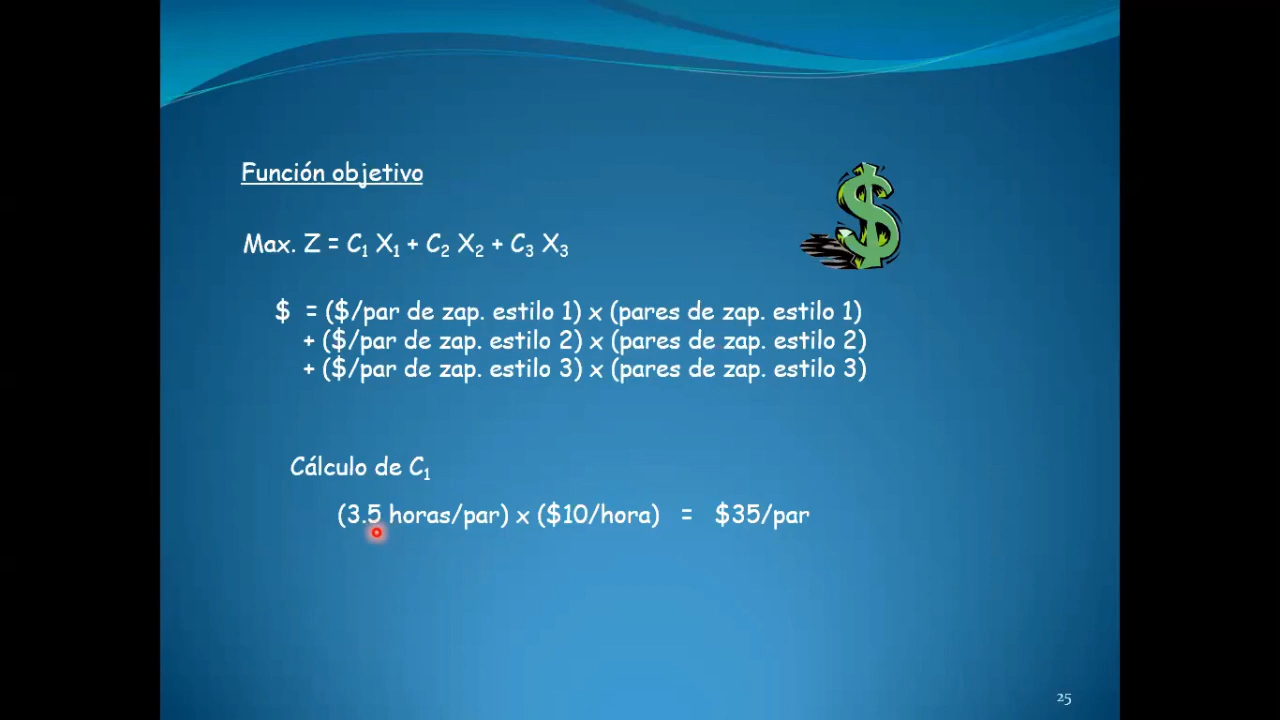 Función objetivo
Max. Z = C₁ X₁ + C₂ X₂ + C₃ X₃
$ = ($/par de zap. estilo 1) x (pares de zap. estilo 1)
+ ($/par de zap. estilo 2) x (pares de zap. estilo 2)
+ ($/par de zap. estilo 3) x (pares de zap. estilo 3)
Cálculo de C₁
(3.5 horas/par) x ($10/hora) = $35/par
25